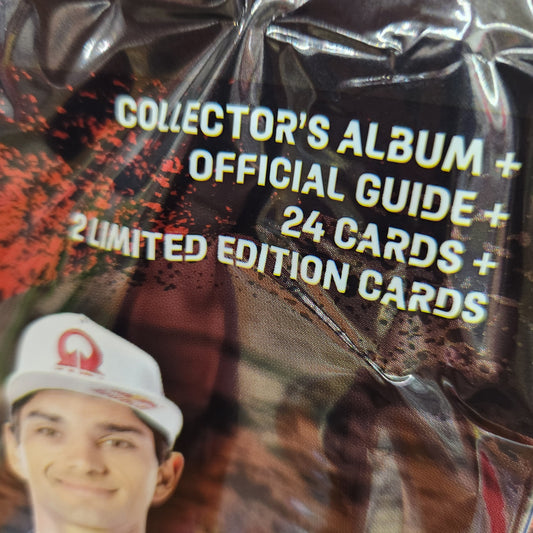 COLLECTOR'S ALBUM +
OFFICIAL GUIDE +
24 CARDS +
2 LIMITED EDITION CARDS